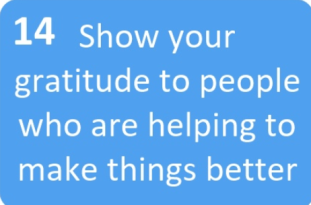 14 Show your
gratitude to people
who are helping to
make things better